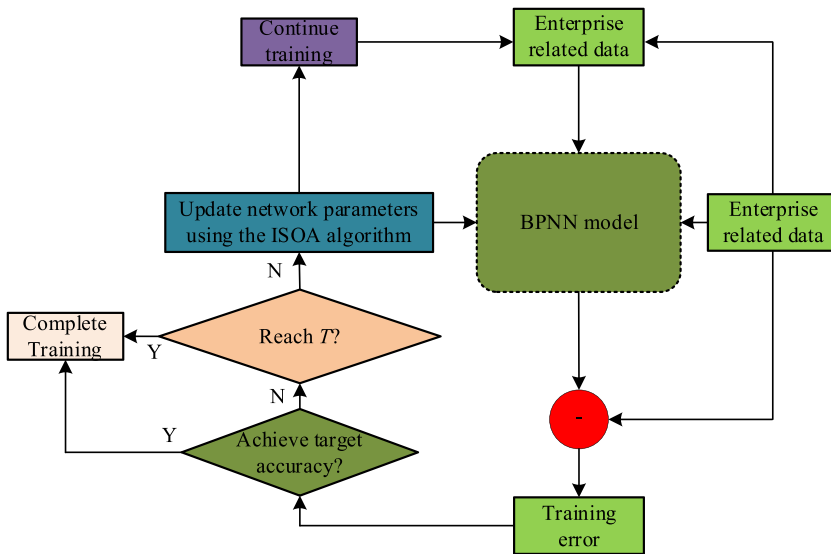 Continue
training
Enterprise
related data
Update network parameters
using the ISOA algorithm
BPNN model
Enterprise
related data
N
Complete
Training
Y
Reach T?
N
Y
Achieve target
accuracy?
-
Training
error